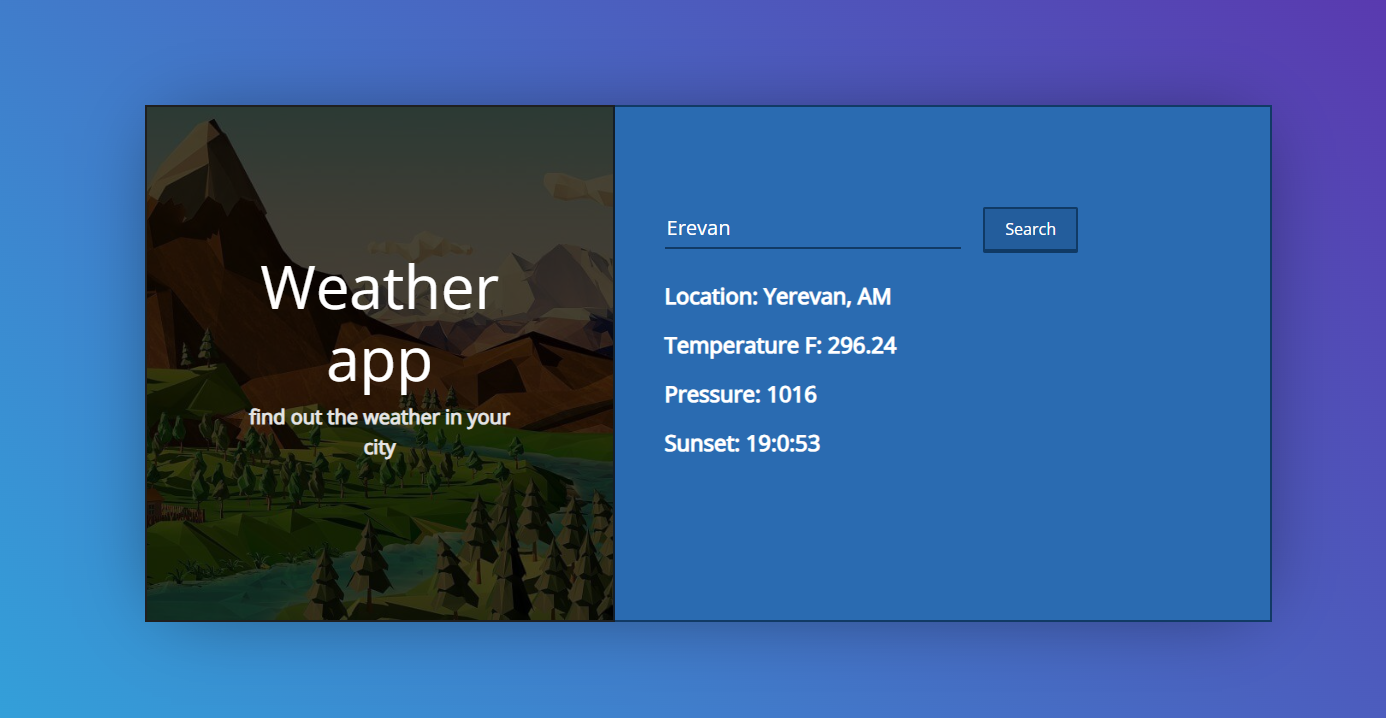 Weather
app
find out the weather in your
city
Erevan
Search
Location: Yerevan, AM
Temperature F: 296.24
Pressure: 1016
Sunset: 19:0:53